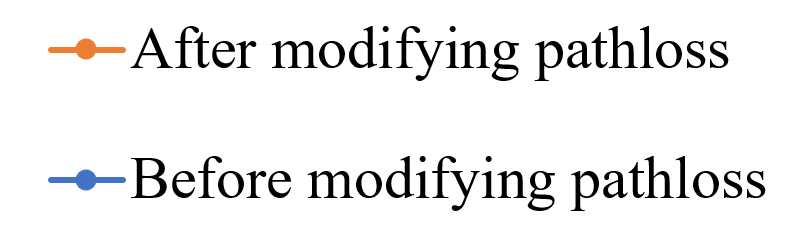 After modifying pathloss
Before modifying pathloss